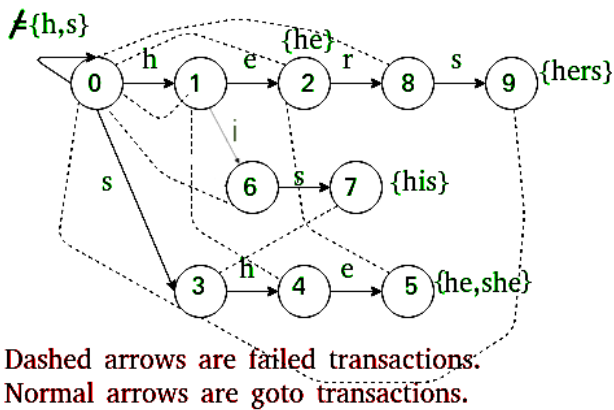 ≠{h,s}
{he}
h e r s
0 1 2 8 9 {hers}
i
s
6 7 {his}
s
h e
3 4 5 {he,she}
Dashed arrows are failed transactions.
Normal arrows are goto transactions.